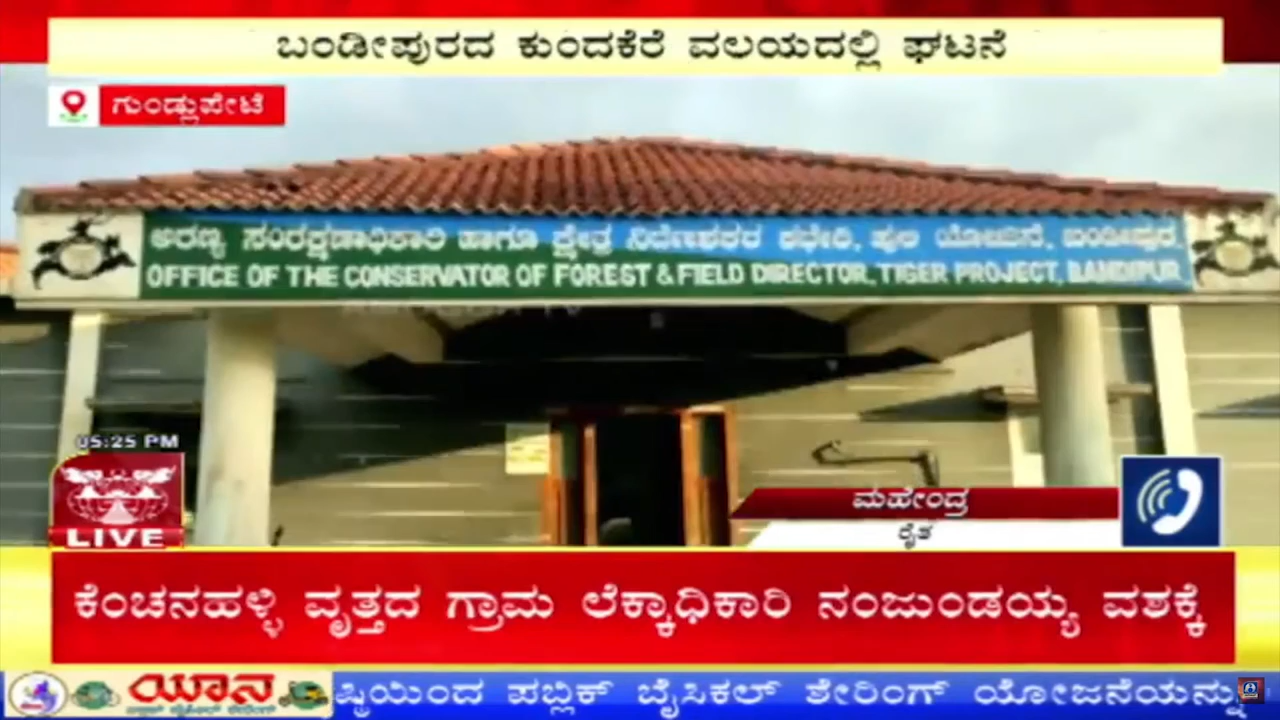 ಬಂಡೀಪುರದ ಕುಂದಕೆರೆ ವಲಯದಲ್ಲಿ ಘಟನೆ
ಗುಂಡ್ಲುಪೇಟೆ
ಅರಣ್ಯ ಸಂರಕ್ಷಣಾಧಿಕಾರಿ ಹಾಗೂ ಕ್ಷೇತ್ರ ನಿರ್ದೇಶಕರ ಕಛೇರಿ, ಹುಲಿ ಯೋಜನೆ, ಬಂಡೀಪುರ.
OFFICE OF THE CONSERVATOR OF FOREST & FIELD DIRECTOR, TIGER PROJECT, BANDIPUR
05:25 PM
LIVE
ಮಹೇಂದ್ರ
ರೈತ
ಕೆಂಚನಹಳ್ಳಿ ವೃತ್ತದ ಗ್ರಾಮ ಲೆಕ್ಕಾಧಿಕಾರಿ ನಂಜುಂಡಯ್ಯ ವಶಕ್ಕೆ
ಯಾನ
ಷ್ಠಿಯಿಂದ ಪಬ್ಲಿಕ್ ಬೈಸಿಕಲ್ ಶೇರಿಂಗ್ ಯೋಜನೆಯನ್ನು